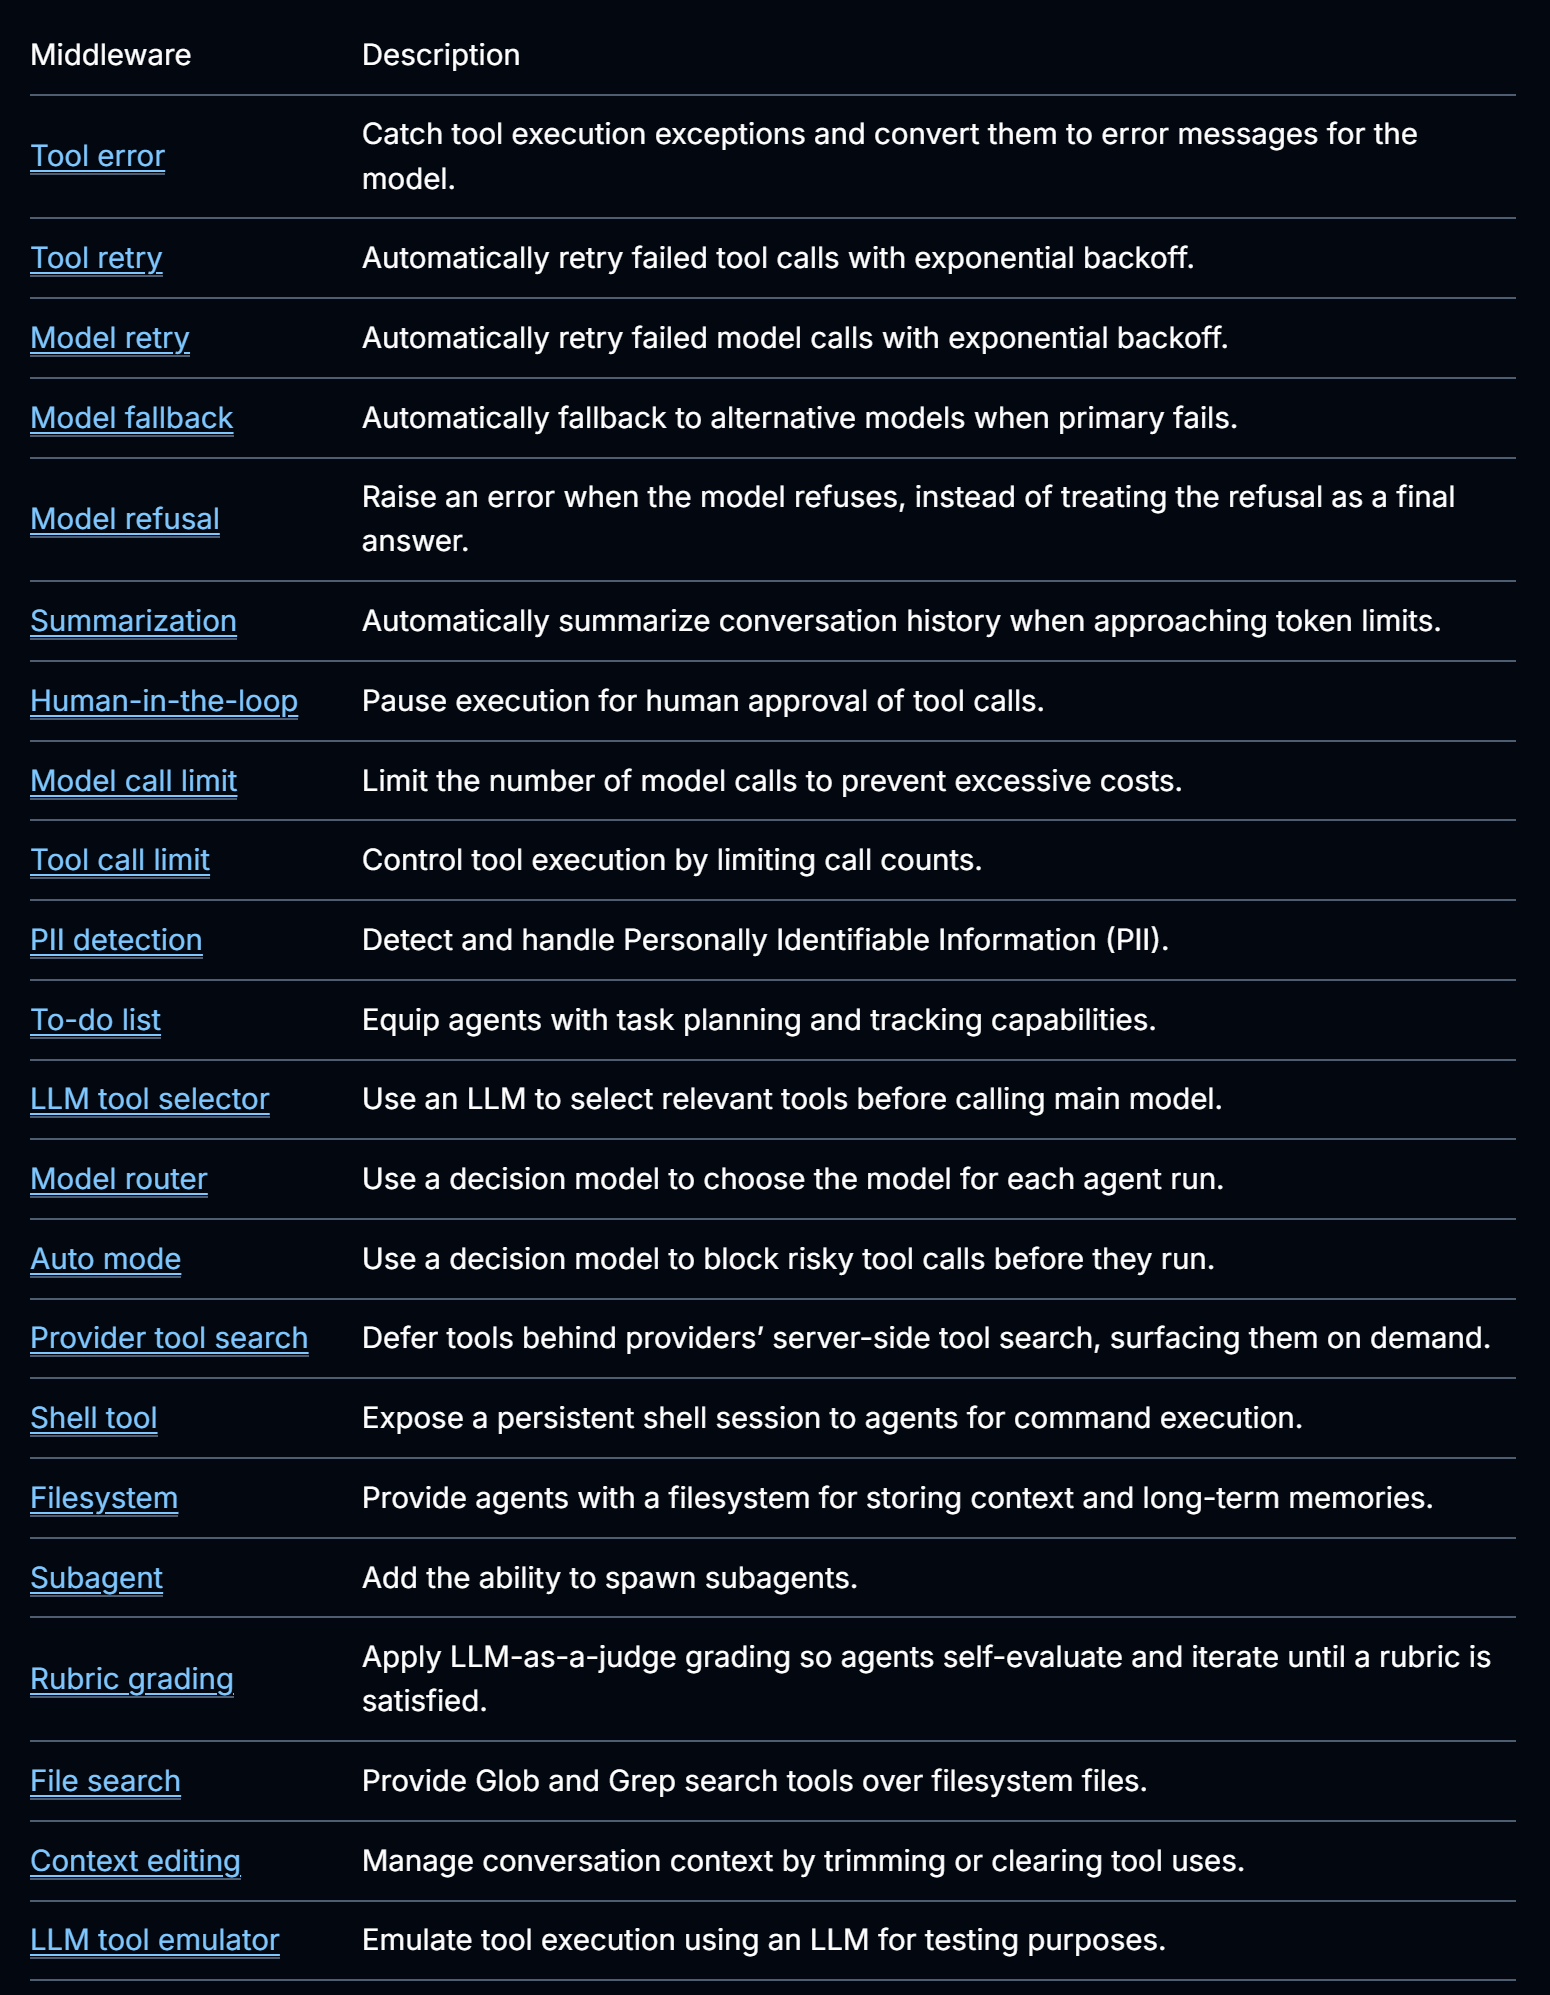 Middleware Description
Tool error
Catch tool execution exceptions and convert them to error messages for the
model.
Tool retry Automatically retry failed tool calls with exponential backoff.
Model retry Automatically retry failed model calls with exponential backoff.
Model fallback Automatically fallback to alternative models when primary fails.
Model refusal
Raise an error when the model refuses, instead of treating the refusal as a final
answer.
Summarization Automatically summarize conversation history when approaching token limits.
Human-in-the-loop Pause execution for human approval of tool calls.
Model call limit Limit the number of model calls to prevent excessive costs.
Tool call limit Control tool execution by limiting call counts.
PII detection Detect and handle Personally Identifiable Information (PII).
To-do list Equip agents with task planning and tracking capabilities.
LLM tool selector Use an LLM to select relevant tools before calling main model.
Model router Use a decision model to choose the model for each agent run.
Auto mode Use a decision model to block risky tool calls before they run.
Provider tool search Defer tools behind providers’ server-side tool search, surfacing them on demand.
Shell tool Expose a persistent shell session to agents for command execution.
Filesystem Provide agents with a filesystem for storing context and long-term memories.
Subagent Add the ability to spawn subagents.
Rubric grading
Apply LLM-as-a-judge grading so agents self-evaluate and iterate until a rubric is
satisfied.
File search Provide Glob and Grep search tools over filesystem files.
Context editing Manage conversation context by trimming or clearing tool uses.
LLM tool emulator Emulate tool execution using an LLM for testing purposes.